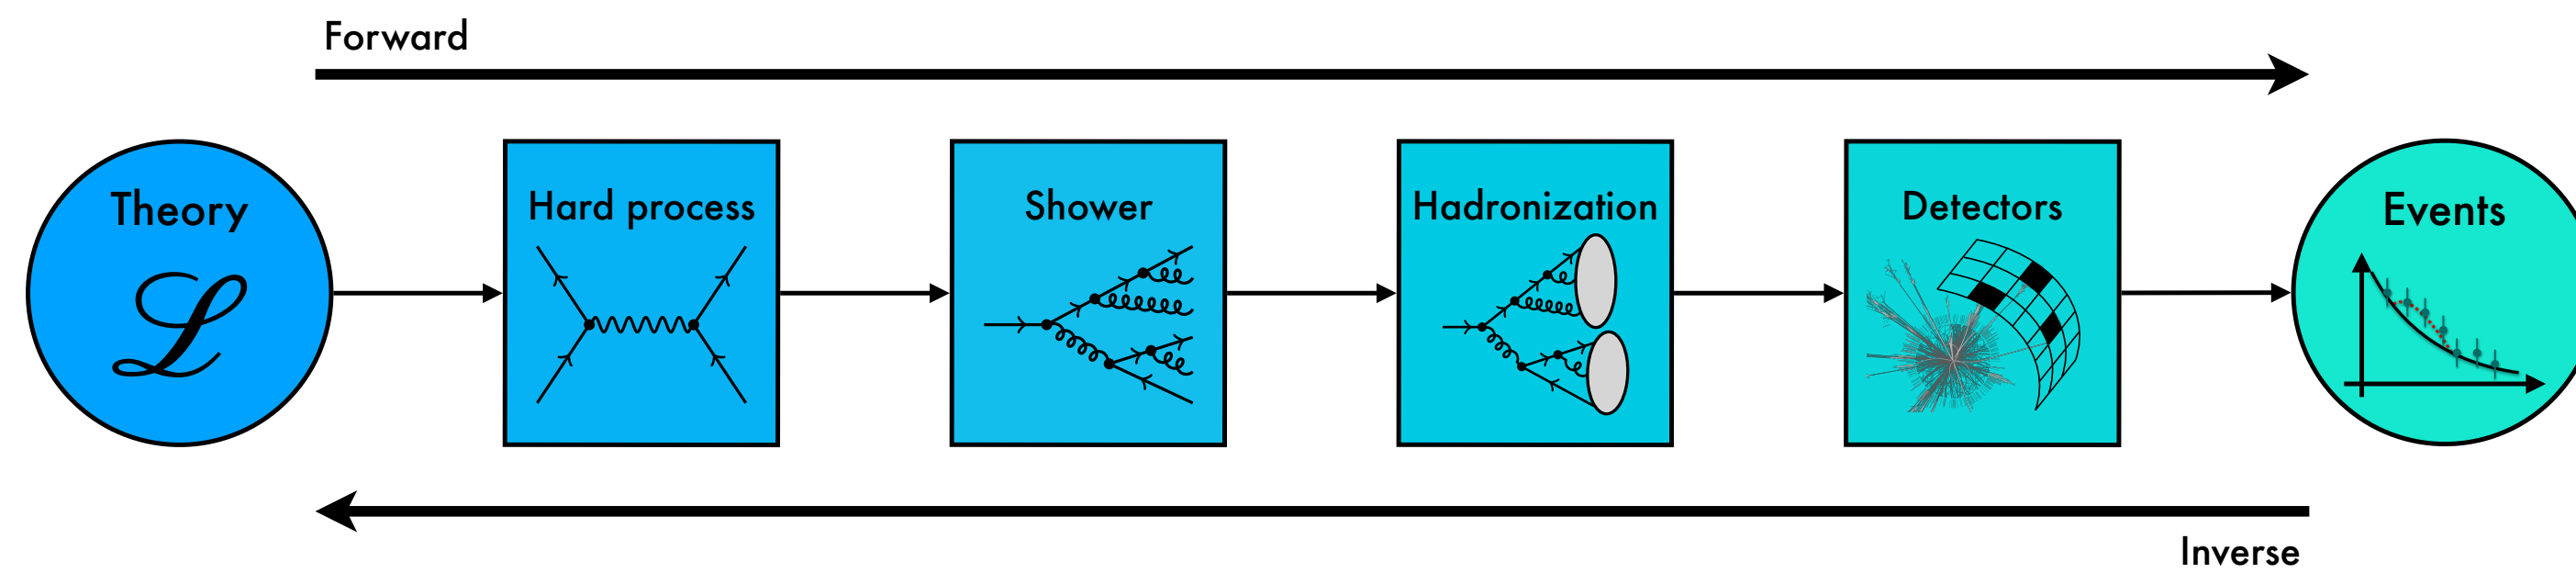 Forward
Theory
ℒ
Hard process
Shower
Hadronization
Detectors
Events
Inverse